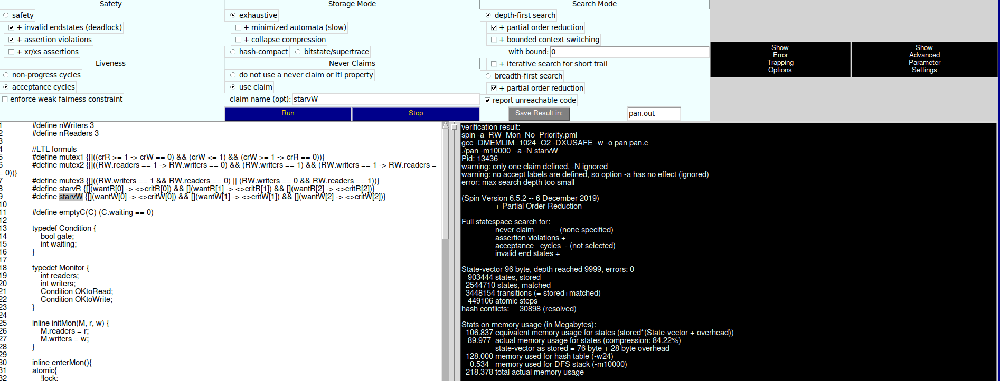 Safety
safety
+ invalid endstates (deadlock)
+ assertion violations
+ xr/xs assertions
Liveness
non-progress cycles
acceptance cycles
enforce weak fairness constraint
Storage Mode
exhaustive
+ minimized automata (slow)
+ collapse compression
hash-compact bitstate/supertrace
Never Claims
do not use a never claim or ltl property
use claim
claim name (opt): starvW
Run Stop
Search Mode
depth-first search
+ partial order reduction
+ bounded context switching
with bound: 0
+ iterative search for short trail
breadth-first search
+ partial order reduction
report unreachable code
Save Result in: pan.out
Show
Error
Trapping
Options
Show
Advanced
Parameter
Settings
1 #define nWriters 3
2 #define nReaders 3
3
4 //LTL formuls
5 #define mutex1 {[]((crR >= 1 -> crW == 0) && (crW <= 1) && (crW >= 1 -> crR == 0))}
6 #define mutex2 {[]((RW.readers == 1 -> RW.writers == 0) && (RW.writers == 1) && (RW.writers == 1 -> RW.readers =
= 0))}
7 #define mutex3 {[]((RW.writers == 1 && RW.readers == 0) || (RW.writers == 0 && RW.readers == 1))}
8 #define starvR {[](wantR[0] -> <>critR[0]) && [](wantR[1] -> <>critR[1]) && [](wantR[2] -> <>critR[2])}
9 #define starvW {[](wantW[0] -> <>critW[0]) && [](wantW[1] -> <>critW[1]) && [](wantW[2] -> <>critW[2])}
10
11 #define emptyC(C) (C.waiting == 0)
12
13 typedef Condition {
14 bool gate;
15 int waiting;
16 }
17
18 typedef Monitor {
19 int readers;
20 int writers;
21 Condition OKtoRead;
22 Condition OKtoWrite;
23 }
24
25 inline initMon(M, r, w) {
26 M.readers = r;
27 M.writers = w;
28 }
29
30 inline enterMon(){
31 atomic{
32 !lock;
verification result:
spin -a RW_Mon_No_Priority.pml
gcc -DMEMLIM=1024 -O2 -DXUSAFE -w -o pan pan.c
./pan -m10000 -a -N starvW
Pid: 13436
warning: only one claim defined, -N ignored
warning: no accept labels are defined, so option -a has no effect (ignored)
error: max search depth too small
(Spin Version 6.5.2 -- 6 December 2019)
+ Partial Order Reduction
Full statespace search for:
never claim - (none specified)
assertion violations +
acceptance cycles - (not selected)
invalid end states +
State-vector 96 byte, depth reached 9999, errors: 0
903444 states, stored
2544710 states, matched
3448154 transitions (= stored+matched)
449106 atomic steps
hash conflicts: 30898 (resolved)
Stats on memory usage (in Megabytes):
106.837 equivalent memory usage for states (stored*(State-vector + overhead))
89.977 actual memory usage for states (compression: 84.22%)
state-vector as stored = 76 byte + 28 byte overhead
128.000 memory used for hash table (-w24)
0.534 memory used for DFS stack (-m10000)
218.378 total actual memory usage